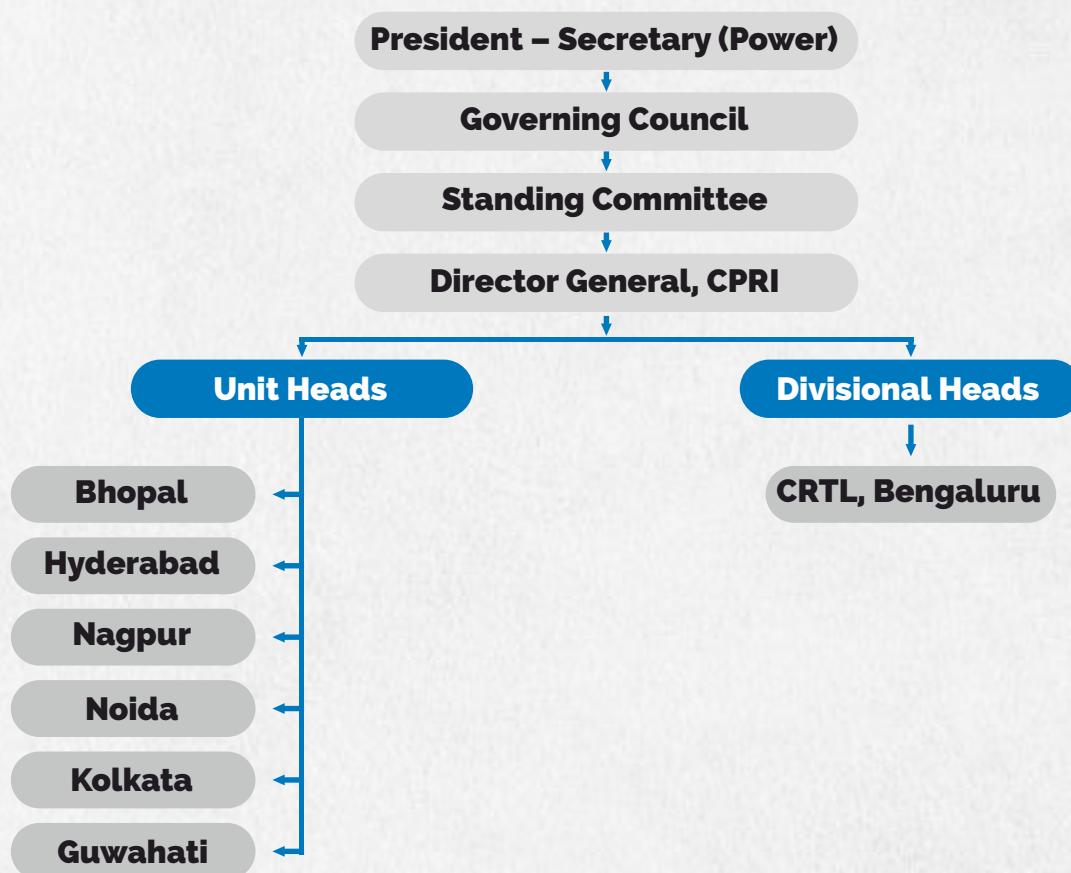 President – Secretary (Power)
Governing Council
Standing Committee
Director General, CPRI
Unit Heads
Divisional Heads
Bhopal
CRTL, Bengaluru
Hyderabad
Nagpur
Noida
Kolkata
Guwahati